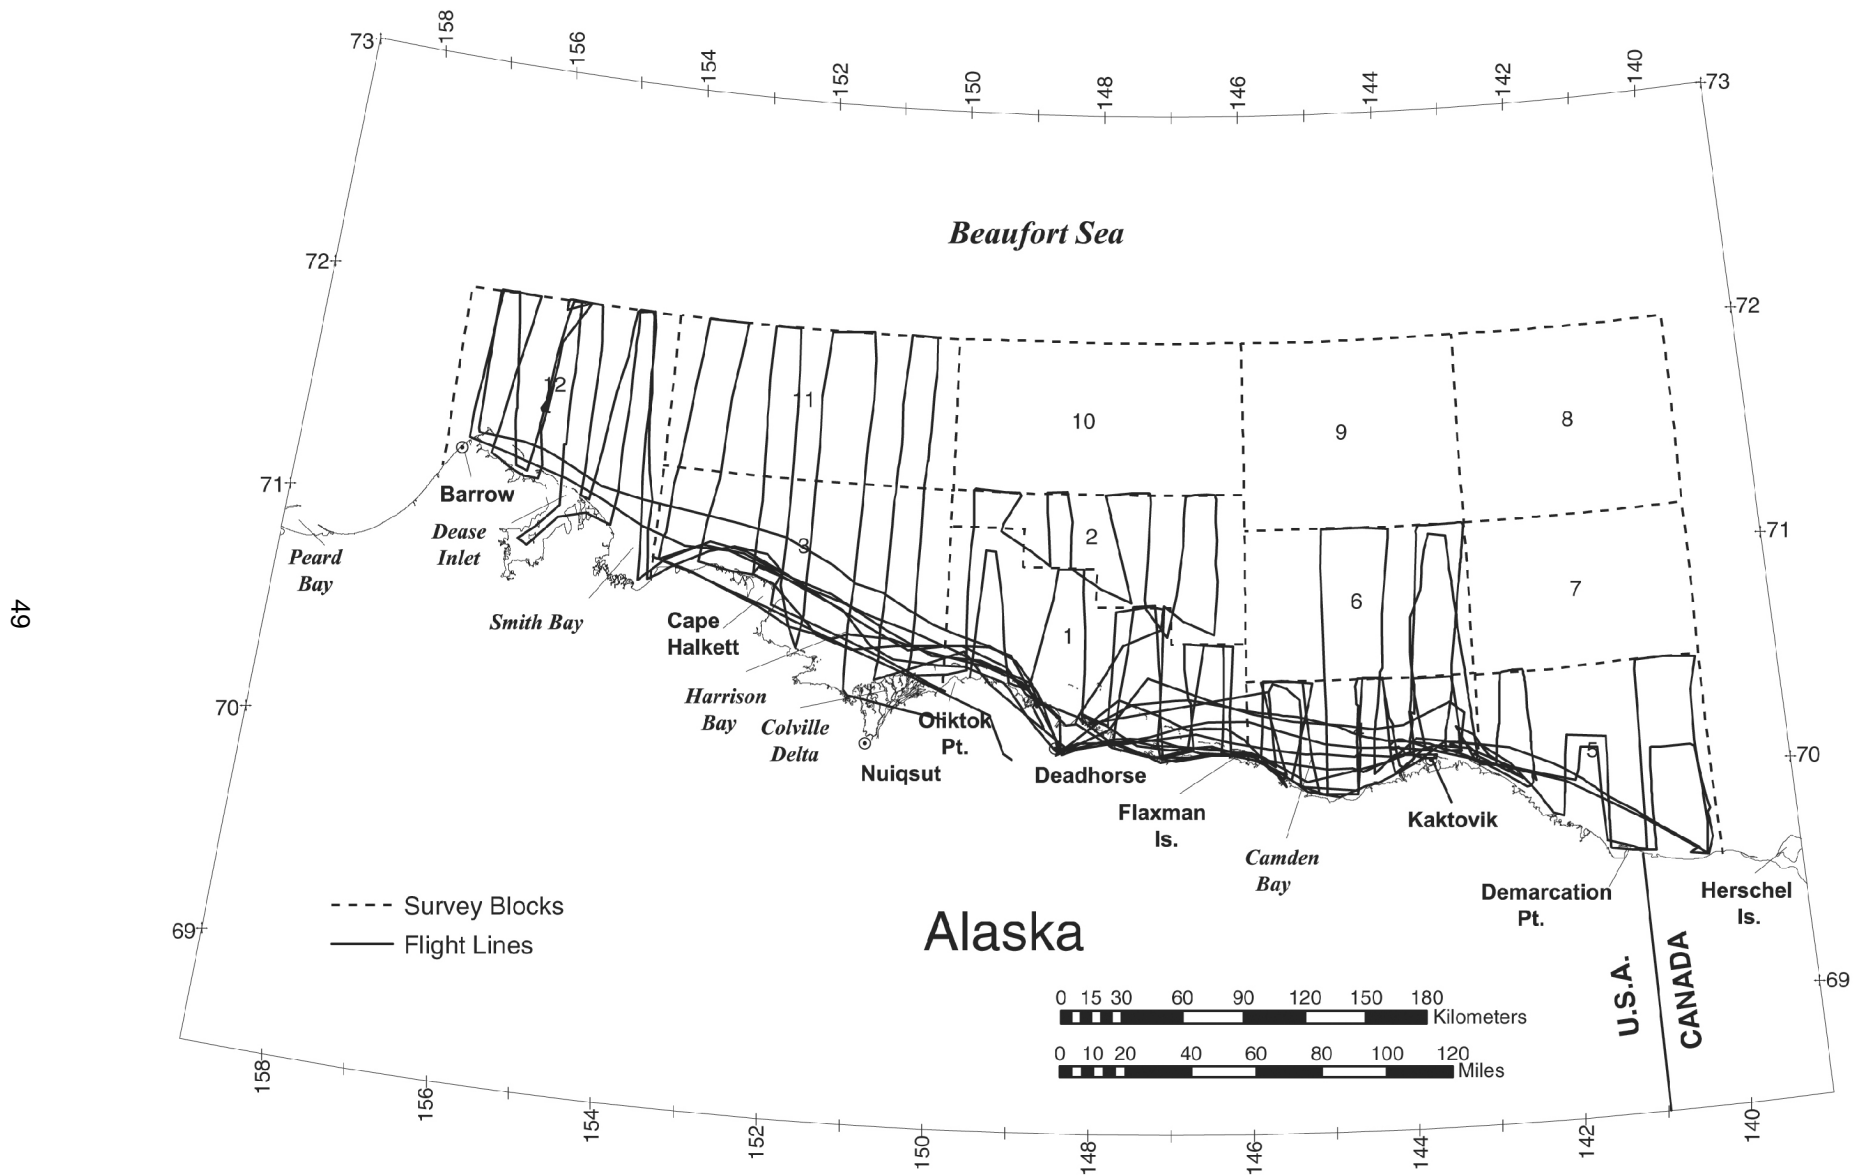 158
156
154
152
150
148
146
144
142
140
73
73
Beaufort Sea
72
72
12
11
10
9
8
71
71
3
2
1
6
7
5
Barrow
Dease
Inlet
Peard
Bay
Smith Bay
Cape
Halkett
Harrison
Bay
Colville
Delta
Oliktok
Pt.
Nuiqsut
Deadhorse
Flaxman
Is.
Camden
Bay
Kaktovik
Demarcation
Pt.
Herschel
Is.
70
70
Survey Blocks
Flight Lines
Alaska
69
69
U.S.A.
CANADA
0 15 30 60 90 120 150 180
Kilometers
0 10 20 40 60 80 100 120
Miles
158
156
154
152
150
148
146
144
142
140
49